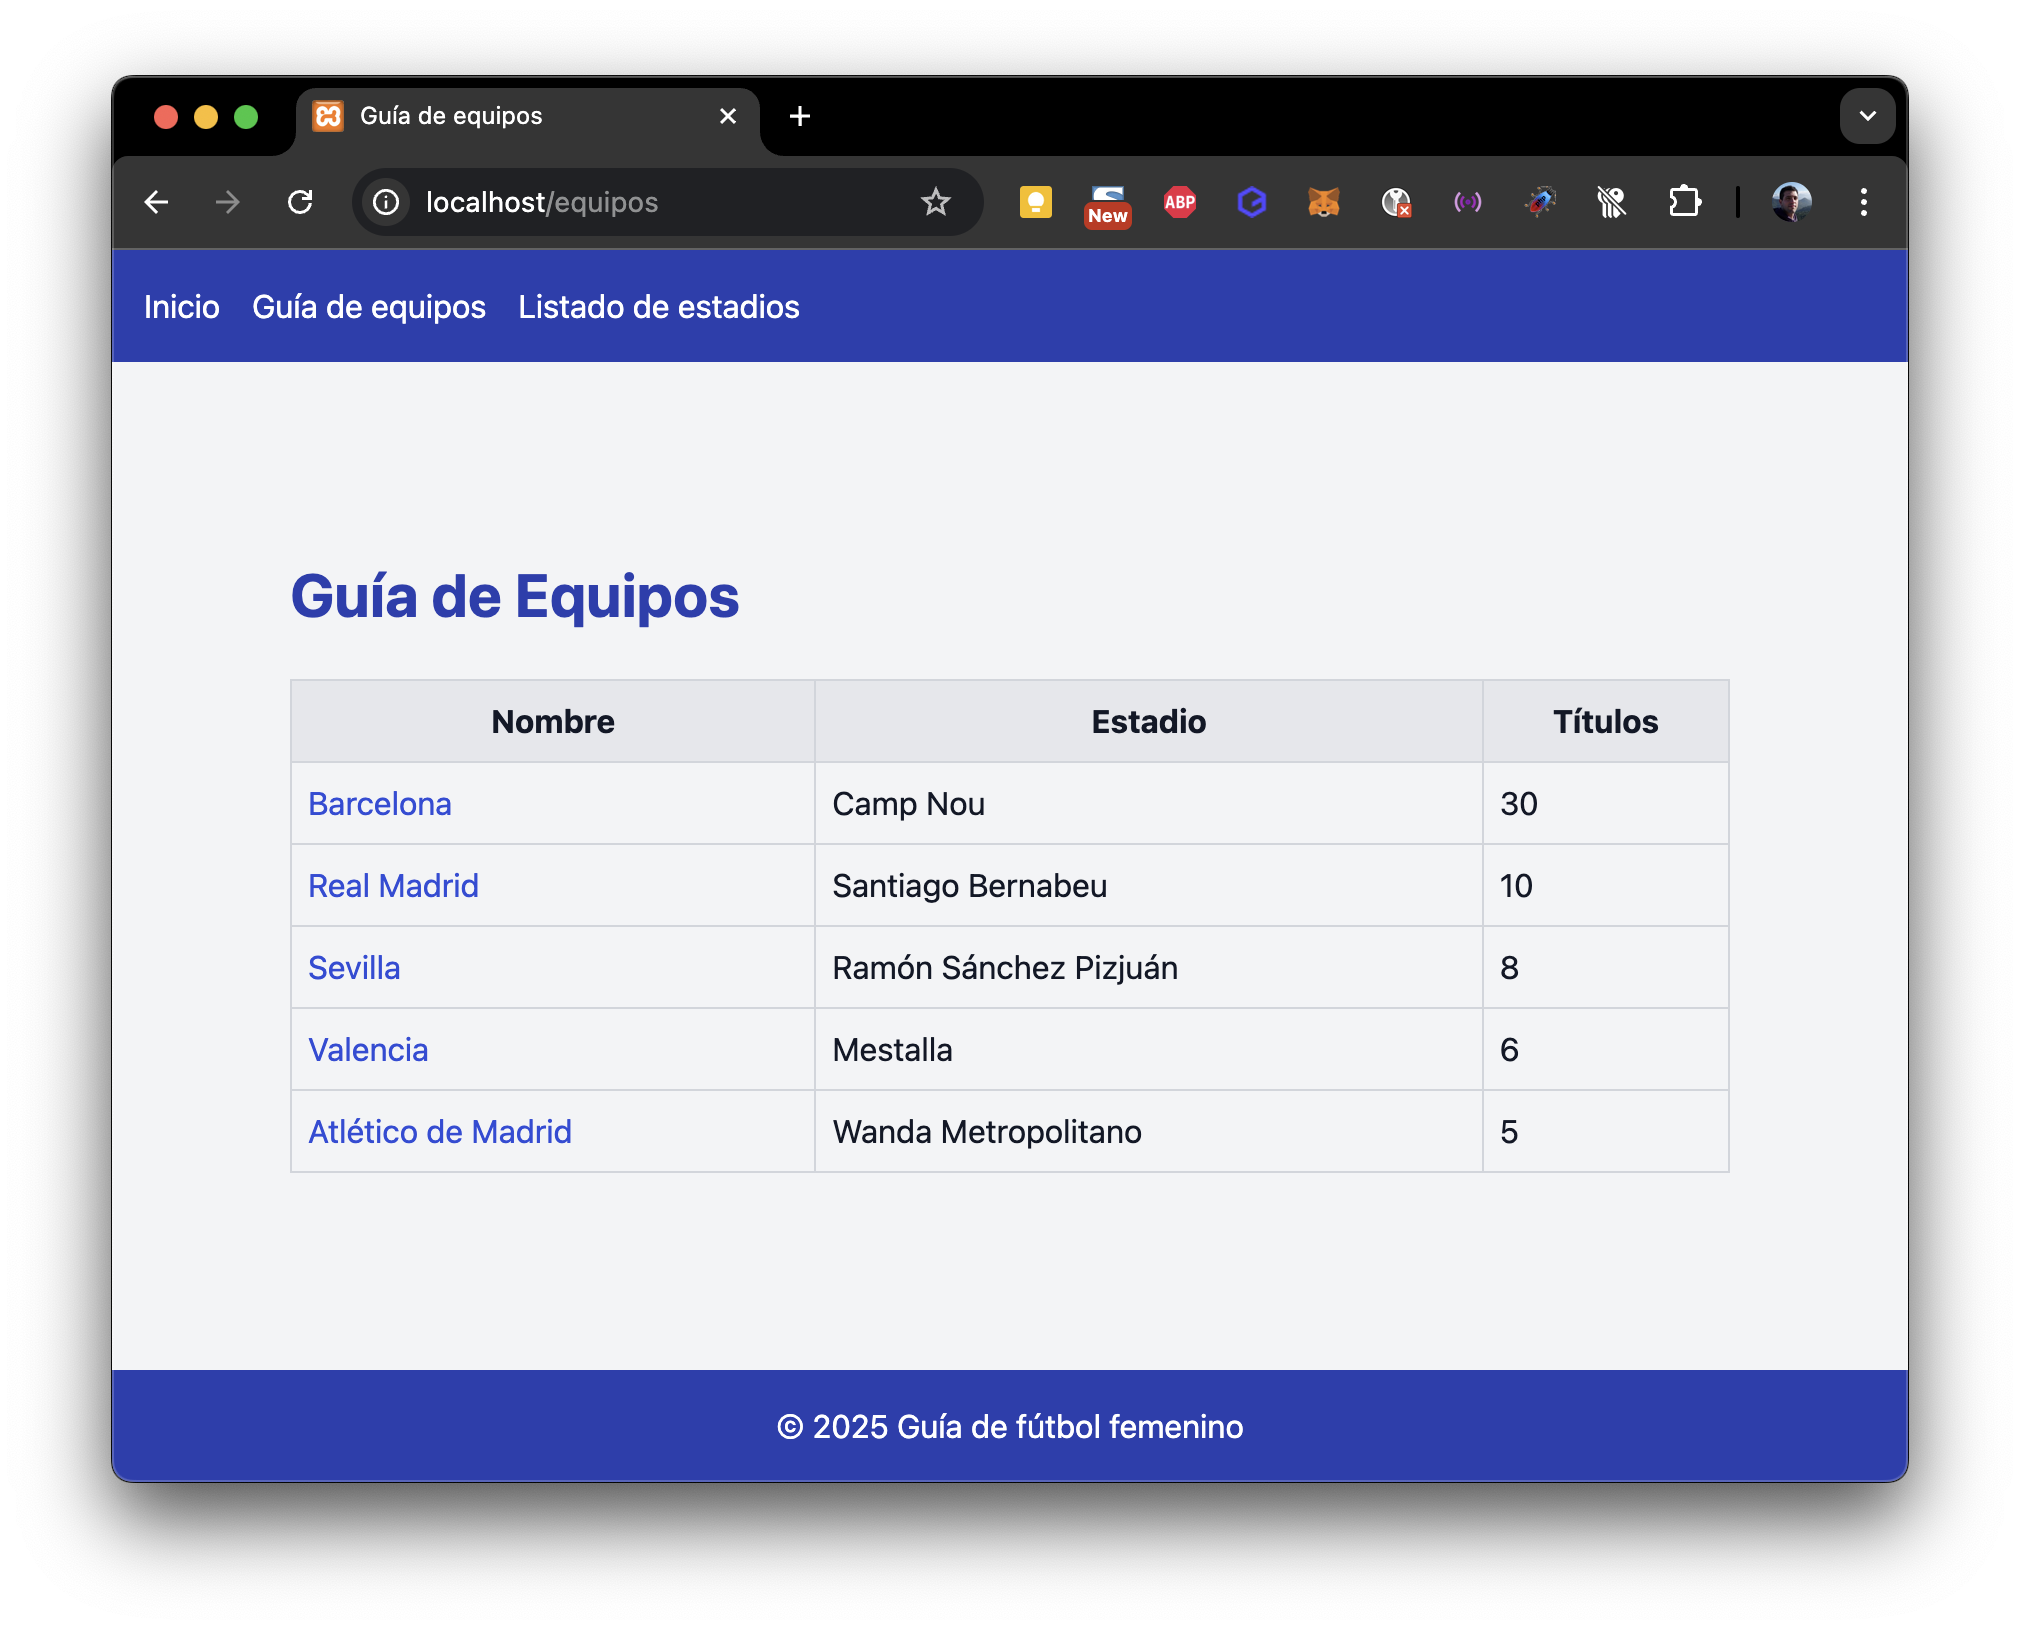 Guía de equipos
localhost/equipos
New
ABP
Inicio Guía de equipos Listado de estadios
Guía de Equipos
Nombre Estadio Títulos
Barcelona Camp Nou 30
Real Madrid Santiago Bernabeu 10
Sevilla Ramón Sánchez Pizjuán 8
Valencia Mestalla 6
Atlético de Madrid Wanda Metropolitano 5
© 2025 Guía de fútbol femenino